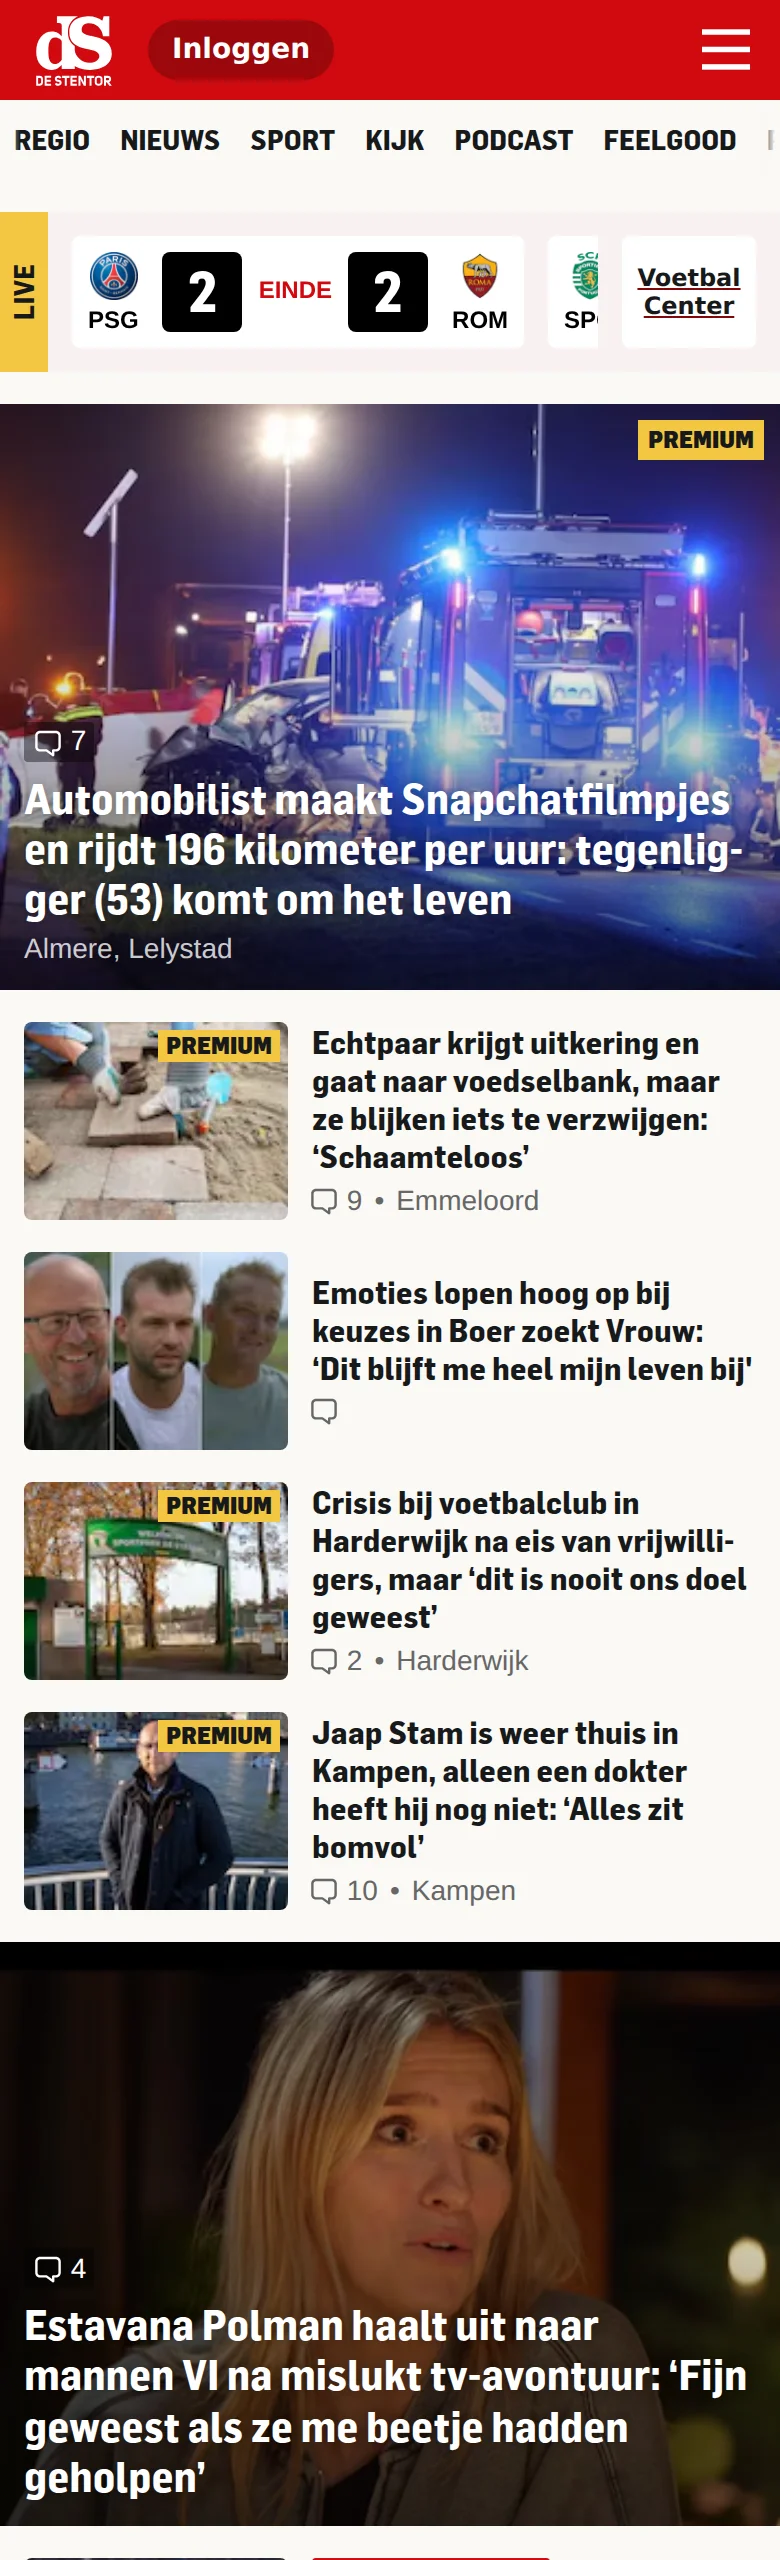 dS
DE STENTOR
Inloggen
REGIO NIEUWS SPORT KIJK PODCAST FEELGOOD
LIVE
PSG 2 EINDE 2 ROM
Voetbal
Center
PREMIUM
7
Automobilist maakt Snapchatfilmpjes
en rijdt 196 kilometer per uur: tegenlig-
ger (53) komt om het leven
Almere, Lelystad
PREMIUM
Echtpaar krijgt uitkering en
gaat naar voedselbank, maar
ze blijken iets te verzwijgen:
‘Schaamteloos’
9 • Emmeloord
Emoties lopen hoog op bij
keuzes in Boer zoekt Vrouw:
‘Dit blijft me heel mijn leven bij'
PREMIUM
Crisis bij voetbalclub in
Harderwijk na eis van vrijwilli-
gers, maar ‘dit is nooit ons doel
geweest’
2 • Harderwijk
PREMIUM
Jaap Stam is weer thuis in
Kampen, alleen een dokter
heeft hij nog niet: ‘Alles zit
bomvol’
10 • Kampen
4
Estavana Polman haalt uit naar
mannen VI na mislukt tv-avontuur: ‘Fijn
geweest als ze me beetje hadden
geholpen’